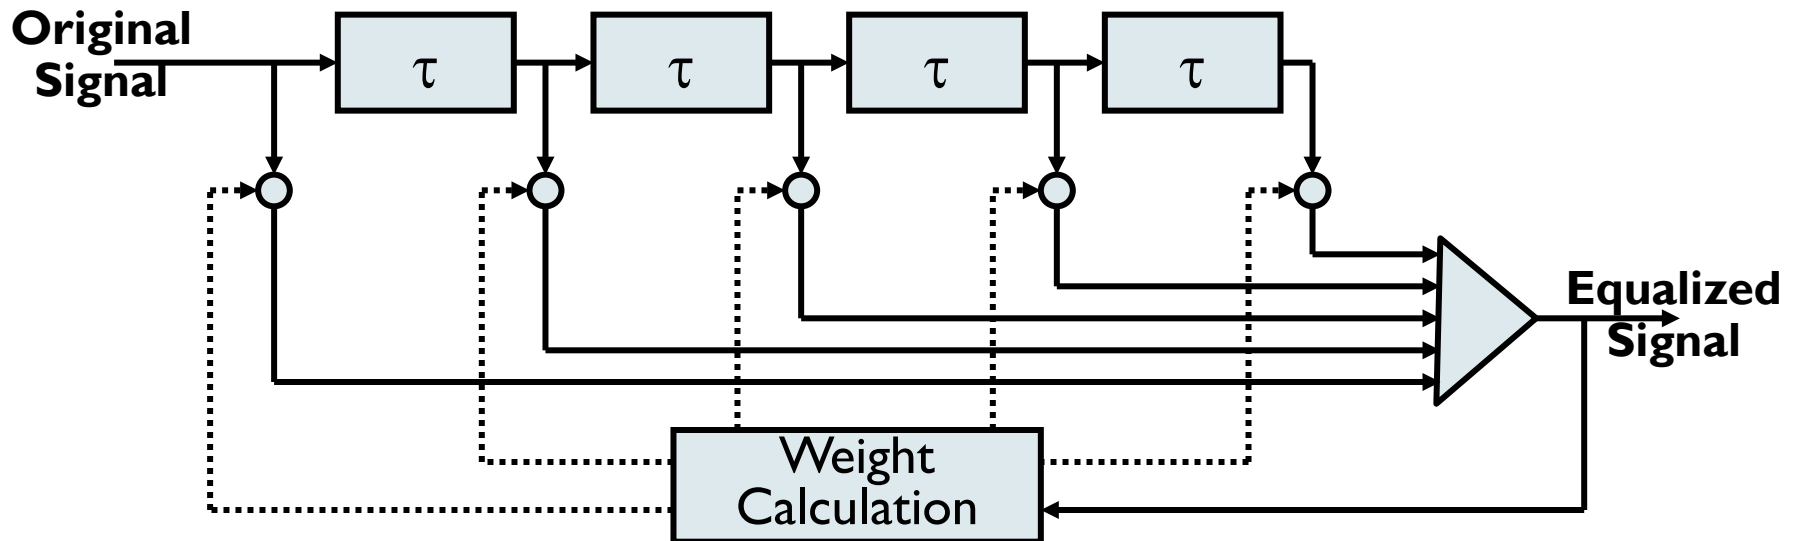 Original
Signal
τ τ τ τ
Equalized
Signal
Weight
Calculation